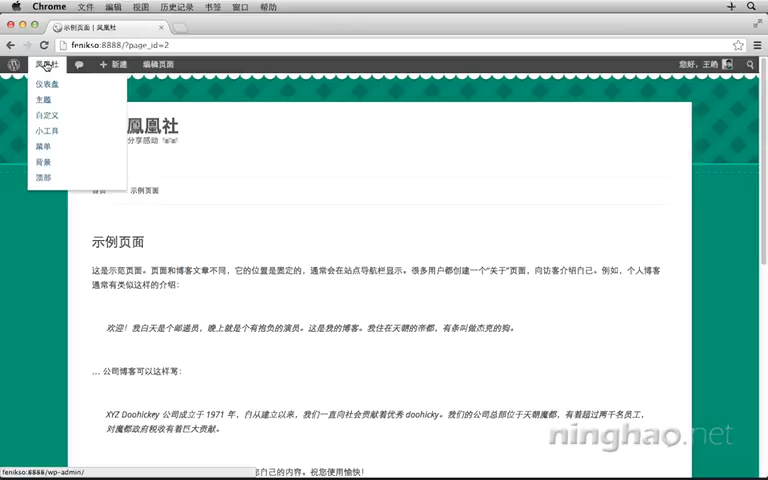 Chrome 文件 编辑 视图 历史记录 书签 窗口 帮助
示例页面 | 凤凰社
fenikso:8888/?page_id=2
凤凰社 新建 编辑页面 您好，王皓
仪表盘
主题
自定义
小工具
菜单
背景
顶部
鳳凰社
分享感动
首页 示例页面
示例页面
这是示范页面。页面和博客文章不同，它的位置是固定的，通常会在站点导航栏显示。很多用户都创建一个“关于”页面，向访客介绍自己。例如，个人博客
通常有类似这样的介绍：
欢迎！我白天是个邮递员，晚上就是个有抱负的演员。这是我的博客。我住在天朝的帝都，有条叫做杰克的狗。
... 公司博客可以这样写：
XYZ Doohickey 公司成立于 1971 年，自从建立以来，我们一直向社会贡献着优秀 doohicky。我们的公司总部位于天朝魔都，有着超过两千名员工，
对魔都政府税收有着巨大贡献。
ninghao.net
fenikso:8888/wp-admin/
自己的内容。祝您使用愉快！